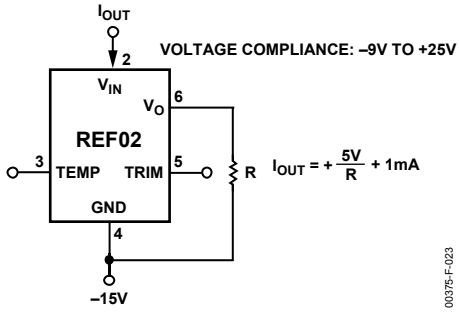 IOUT
VOLTAGE COMPLIANCE: –9V TO +25V
2
VIN
6
VO
REF02
3
TEMP
TRIM
5
R
IOUT = + 5V/R + 1mA
GND
4
–15V
00375-F-023